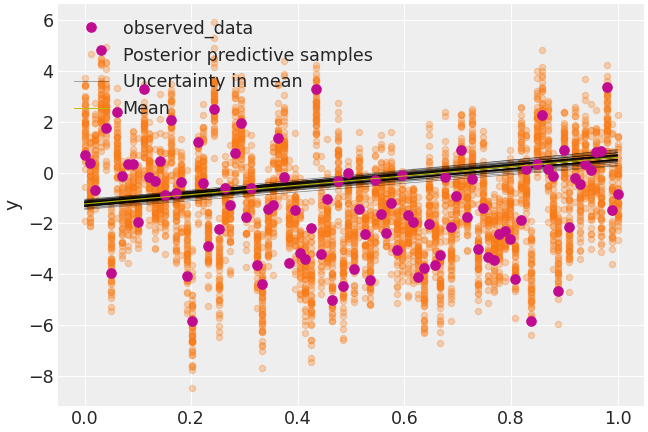 observed_data
Posterior predictive samples
Uncertainty in mean
Mean
6
4
2
0
−2
−4
−6
−8
y
0.0 0.2 0.4 0.6 0.8 1.0